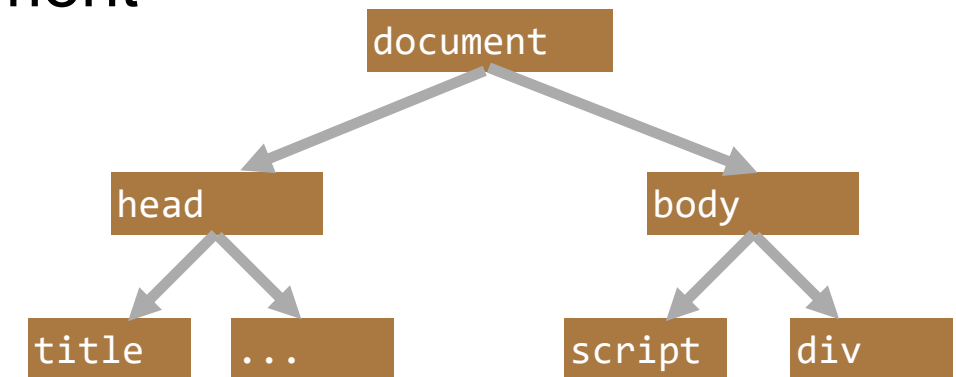 document
head
body
title
...
script
div